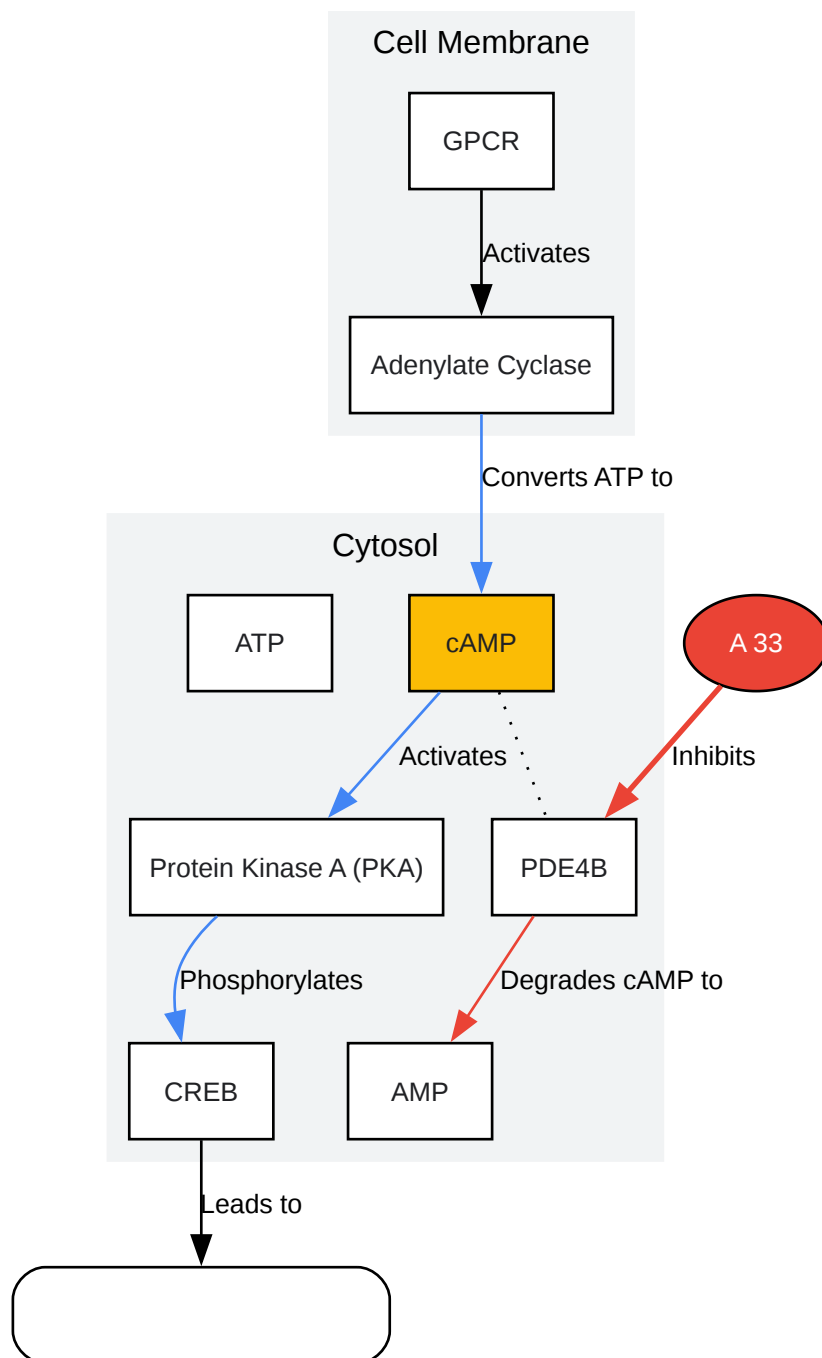 Cell Membrane
GPCR
Activates
Adenylate Cyclase
Converts ATP to
Cytosol
ATP
cAMP
A 33
Activates
Inhibits
Protein Kinase A (PKA)
PDE4B
Phosphorylates
Degrades cAMP to
CREB
AMP
Leads to